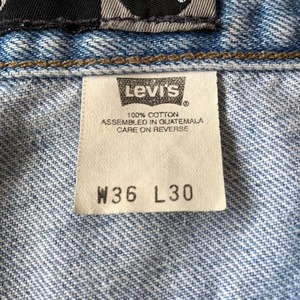 Levi's ®
100% COTTON
ASSEMBLED IN GUATEMALA
CARE ON REVERSE
W36 L30